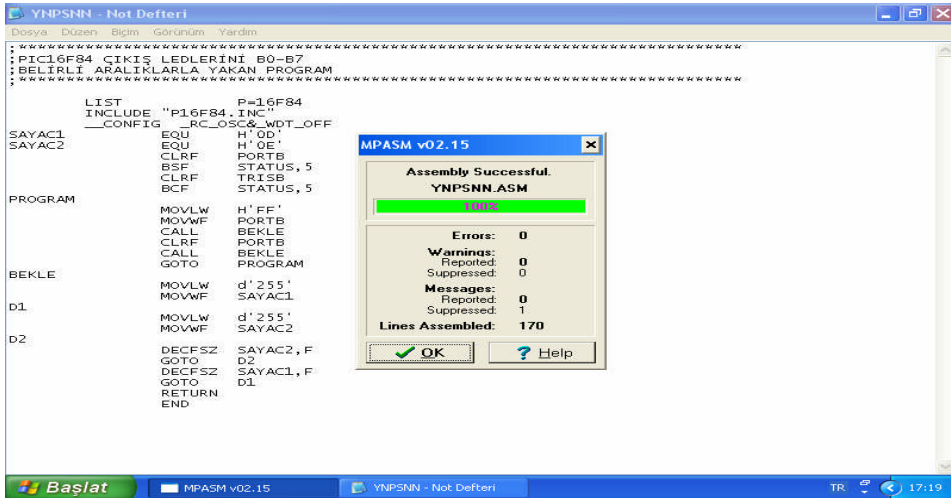 YNPSNN - Not Defteri
Dosya Düzen Biçim Görünüm Yardım
;***************************************************************************
;PIC16F84 ÇIKIŞ LEDLERİNİ B0-B7
;BELİRLİ ARALIKLARLA YAKAN PROGRAM
;***************************************************************************
LIST P=16F84
INCLUDE "P16F84.INC"
__CONFIG _RC_OSC&_WDT_OFF
SAYAC1 EQU H'0D'
SAYAC2 EQU H'0E'
CLRF PORTB
BSF STATUS,5
CLRF TRISB
BCF STATUS,5
PROGRAM
MOVLW H'FF'
MOVWF PORTB
CALL BEKLE
CLRF PORTB
CALL BEKLE
GOTO PROGRAM
BEKLE
MOVLW d'255'
MOVWF SAYAC1
D1
MOVLW d'255'
MOVWF SAYAC2
D2
DECFSZ SAYAC2,F
GOTO D2
DECFSZ SAYAC1,F
GOTO D1
RETURN
END
MPASM v02.15
Assembly Successful.
YNPSNN.ASM
100%
Errors: 0
Warnings:
Reported: 0
Suppressed: 0
Messages:
Reported: 0
Suppressed: 1
Lines Assembled: 170
OK
? Help
Başlat
MPASM v02.15
YNPSNN - Not Defteri
TR
17:19